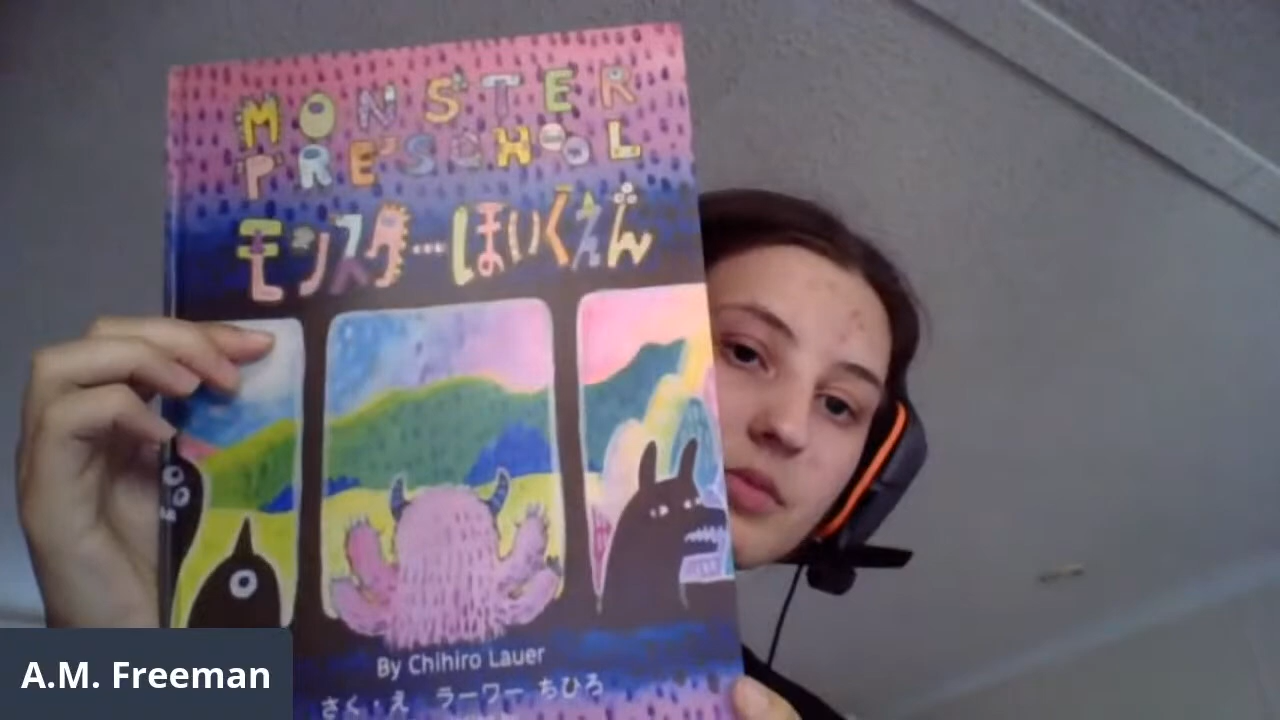 MONSTER
PRESCHOOL
モンスターほいくえん
By Chihiro Lauer
さく・え ラーワー ちひろ
A.M. Freeman